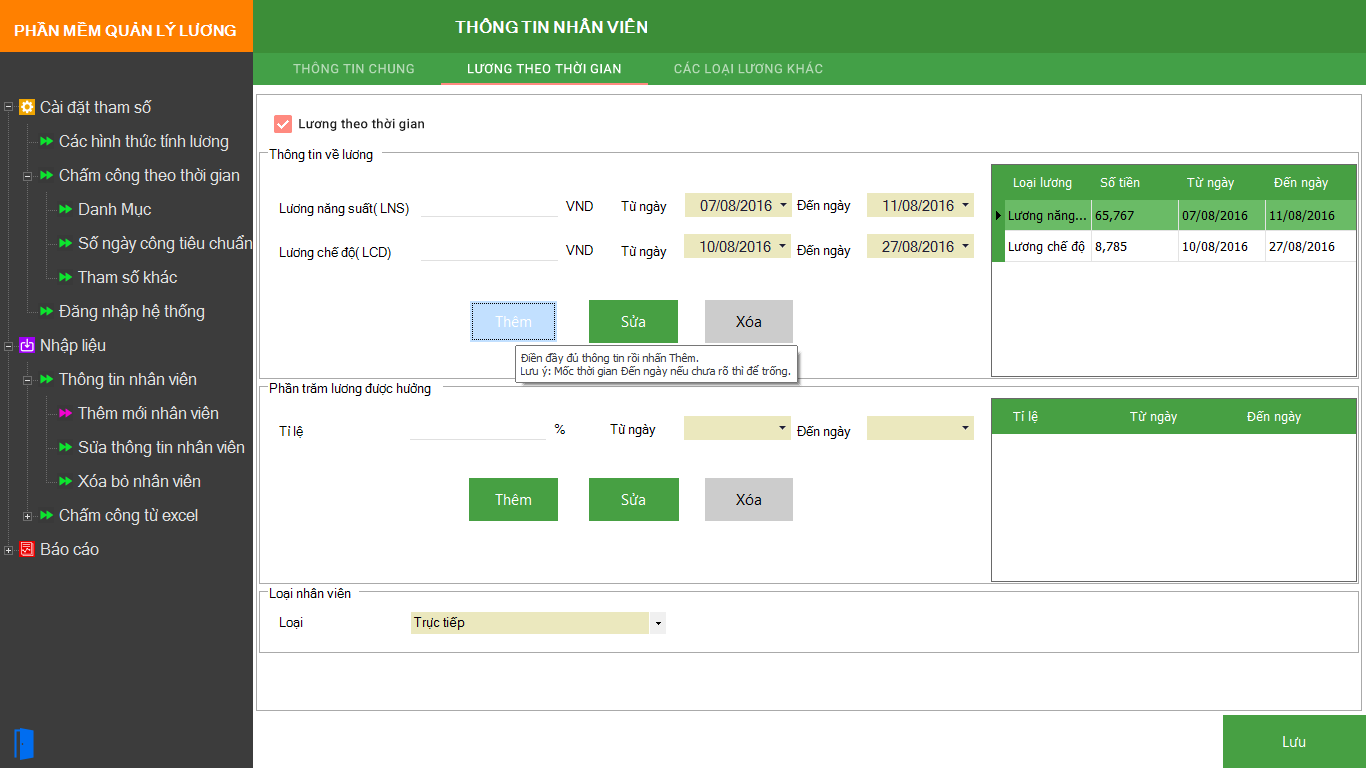 PHẦN MỀM QUẢN LÝ LƯƠNG
THÔNG TIN NHÂN VIÊN
THÔNG TIN CHUNG
LƯƠNG THEO THỜI GIAN
CÁC LOẠI LƯƠNG KHÁC
Cài đặt tham số
Các hình thức tính lương
Chấm công theo thời gian
Danh Mục
Số ngày công tiêu chuẩn
Tham số khác
Đăng nhập hệ thống
Nhập liệu
Thông tin nhân viên
Thêm mới nhân viên
Sửa thông tin nhân viên
Xóa bỏ nhân viên
Chấm công từ excel
Báo cáo
Lương theo thời gian
Thông tin về lương
Lương năng suất( LNS) VND Từ ngày 07/08/2016 Đến ngày 11/08/2016
Lương chế độ( LCD) VND Từ ngày 10/08/2016 Đến ngày 27/08/2016
Thêm Sửa Xóa
Điền đầy đủ thông tin rồi nhấn Thêm.
Lưu ý: Mốc thời gian Đến ngày nếu chưa rõ thì để trống.
Loại lương Số tiền Từ ngày Đến ngày
Lương năng... 65,767 07/08/2016 11/08/2016
Lương chế độ 8,785 10/08/2016 27/08/2016
Phần trăm lương được hưởng
Tỉ lệ % Từ ngày Đến ngày
Thêm Sửa Xóa
Tỉ lệ Từ ngày Đến ngày
Loại nhân viên
Loại Trực tiếp
Lưu